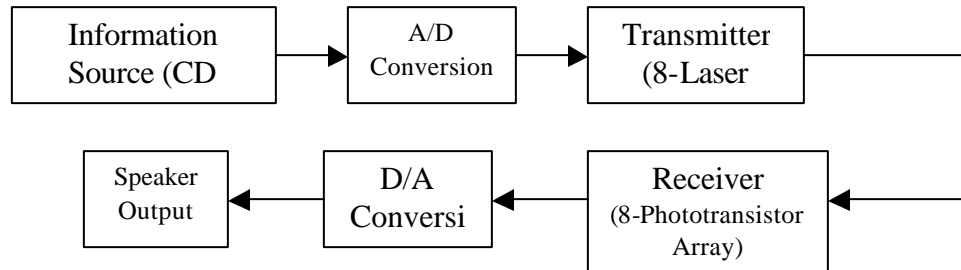 Information
Source (CD
A/D
Conversion
Transmitter
(8-Laser
Speaker
Output
D/A
Conversi
Receiver
(8-Phototransistor
Array)